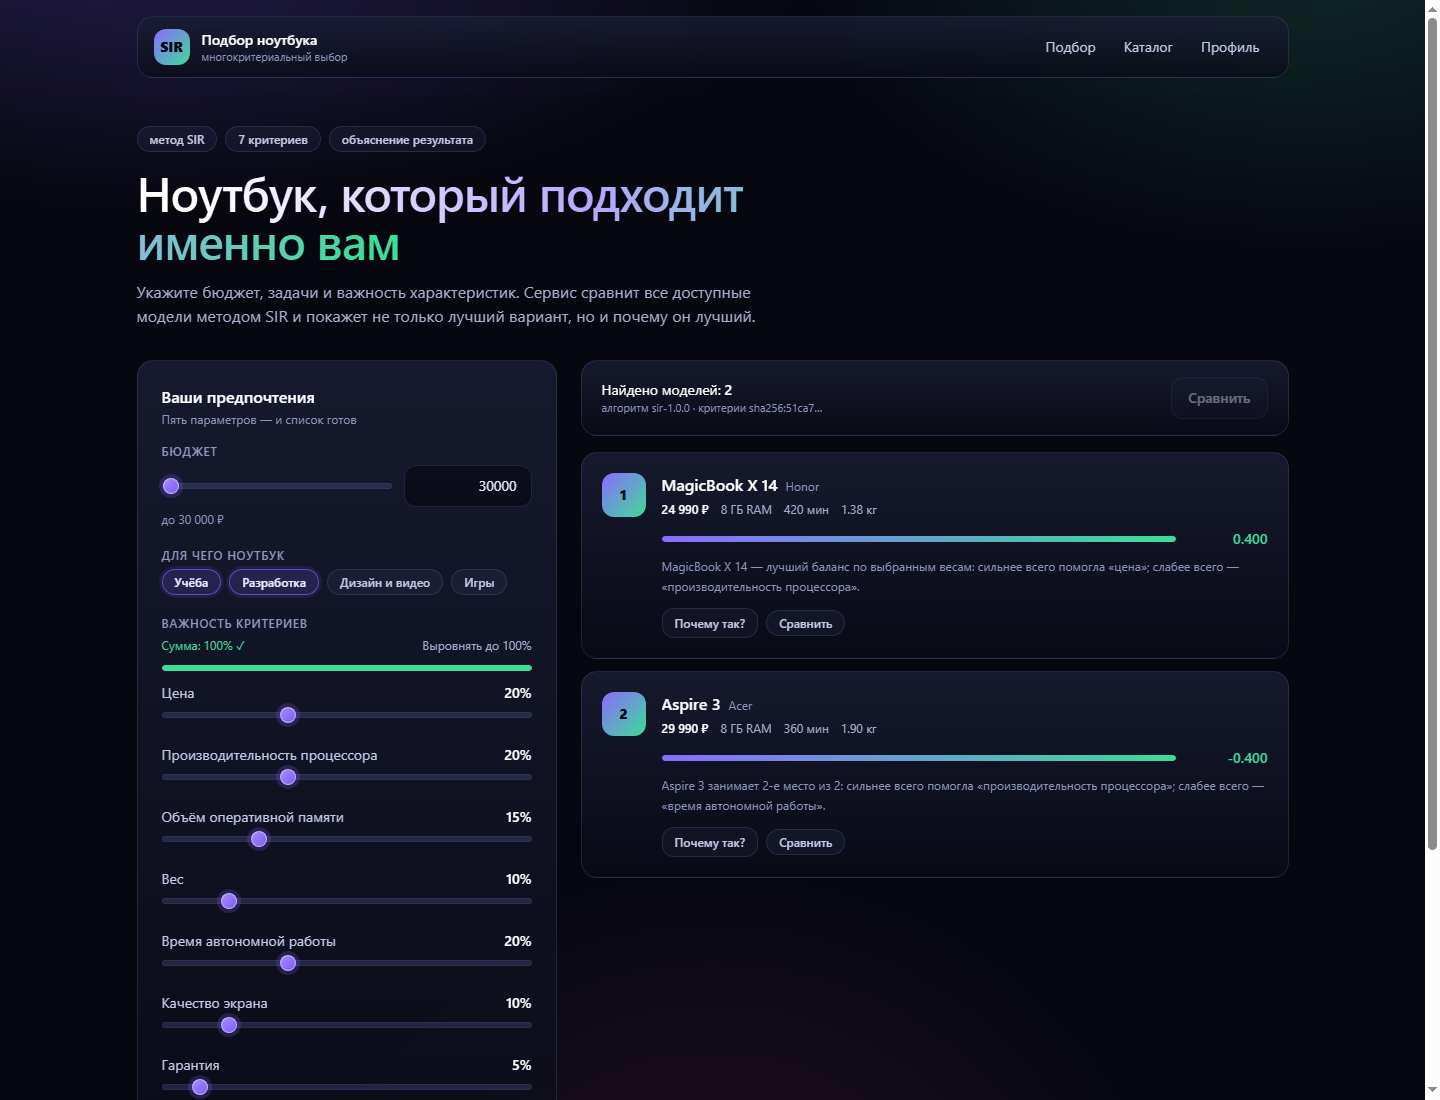 SIR
Подбор ноутбука
многокритериальный выбор
Подбор
Каталог
Профиль
метод SIR
7 критериев
объяснение результата
Ноутбук, который подходит
именно вам
Укажите бюджет, задачи и важность характеристик. Сервис сравнит все доступные
модели методом SIR и покажет не только лучший вариант, но и почему он лучший.
Ваши предпочтения
Пять параметров — и список готов
БЮДЖЕТ
30000
до 30 000 ₽
ДЛЯ ЧЕГО НОУТБУК
Учёба
Разработка
Дизайн и видео
Игры
ВАЖНОСТЬ КРИТЕРИЕВ
Сумма: 100% ✓
Выровнять до 100%
Цена
20%
Производительность процессора
20%
Объём оперативной памяти
15%
Вес
10%
Время автономной работы
20%
Качество экрана
10%
Гарантия
5%
Найдено моделей: 2
алгоритм sir-1.0.0 · критерии sha256:51ca7...
Сравнить
1
MagicBook X 14 Honor
24 990 ₽ 8 ГБ RAM 420 мин 1.38 кг
0.400
MagicBook X 14 — лучший баланс по выбранным весам: сильнее всего помогла «цена»; слабее всего —
«производительность процессора».
Почему так?
Сравнить
2
Aspire 3 Acer
29 990 ₽ 8 ГБ RAM 360 мин 1.90 кг
-0.400
Aspire 3 занимает 2-е место из 2: сильнее всего помогла «производительность процессора»; слабее всего —
«время автономной работы».
Почему так?
Сравнить